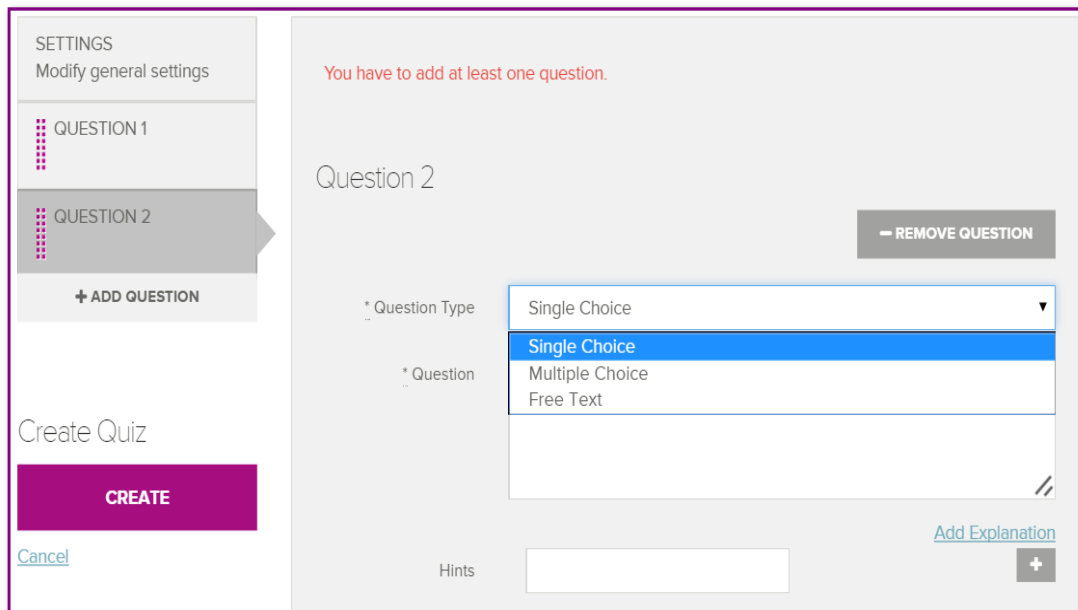 SETTINGS
Modify general settings
QUESTION 1
QUESTION 2
+ ADD QUESTION
Create Quiz
CREATE
Cancel
You have to add at least one question.
Question 2
– REMOVE QUESTION
* Question Type
Single Choice
Single Choice
Multiple Choice
Free Text
* Question
Add Explanation
Hints
+